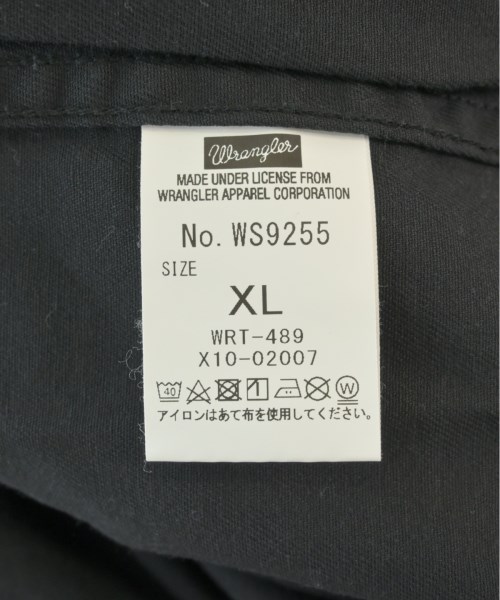 Wrangler
MADE UNDER LICENSE FROM
WRANGLER APPAREL CORPORATION
No. WS9255
SIZE
XL
WRT-489
X10-02007
40 W
アイロンはあて布を使用してください。